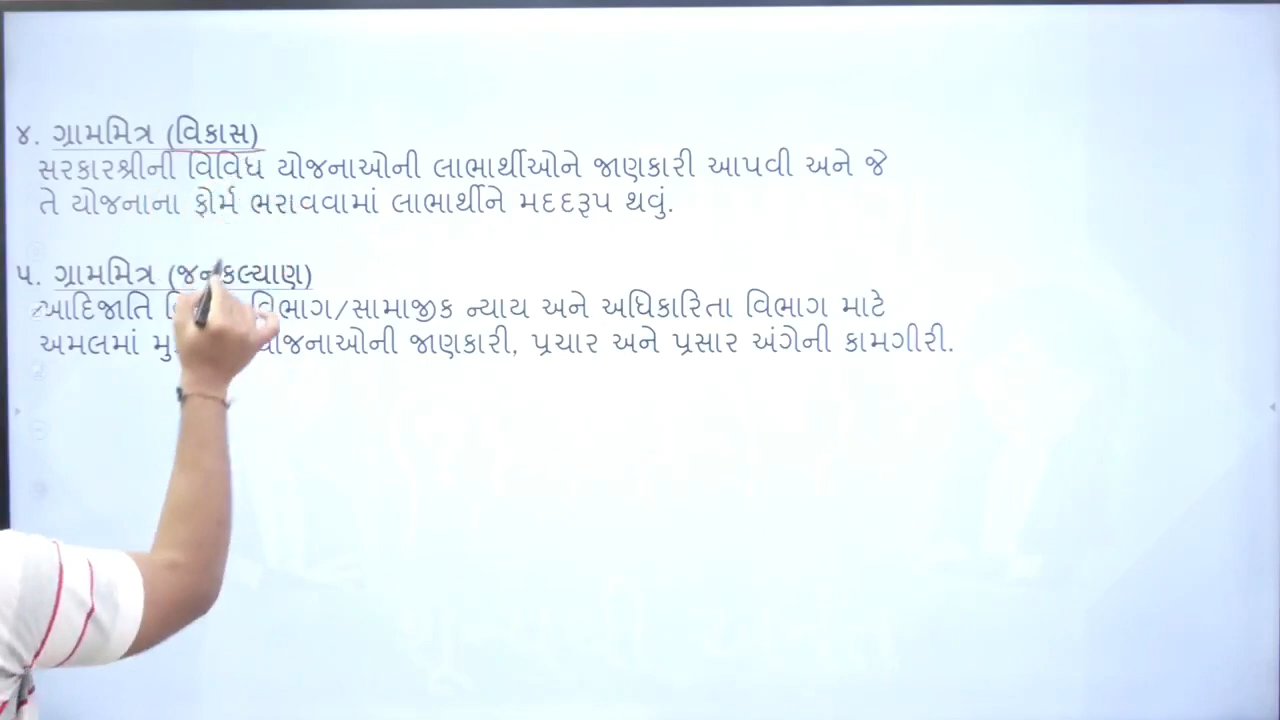 ૪. ગ્રામમિત્ર (વિકાસ)
સરકારશ્રીની વિવિધ યોજનાઓની લાભાર્થીઓને જાણકારી આપવી અને જે
તે યોજનાના ફોર્મ ભરાવવામાં લાભાર્થીને મદદરૂપ થવું.
૫. ગ્રામમિત્ર (જનકલ્યાણ)
આદિજાતિ વિભાગ/સામાજીક ન્યાય અને અધિકારિતા વિભાગ માટે
અમલમાં યોજનાઓની જાણકારી, પ્રચાર અને પ્રસાર અંગેની કામગીરી.